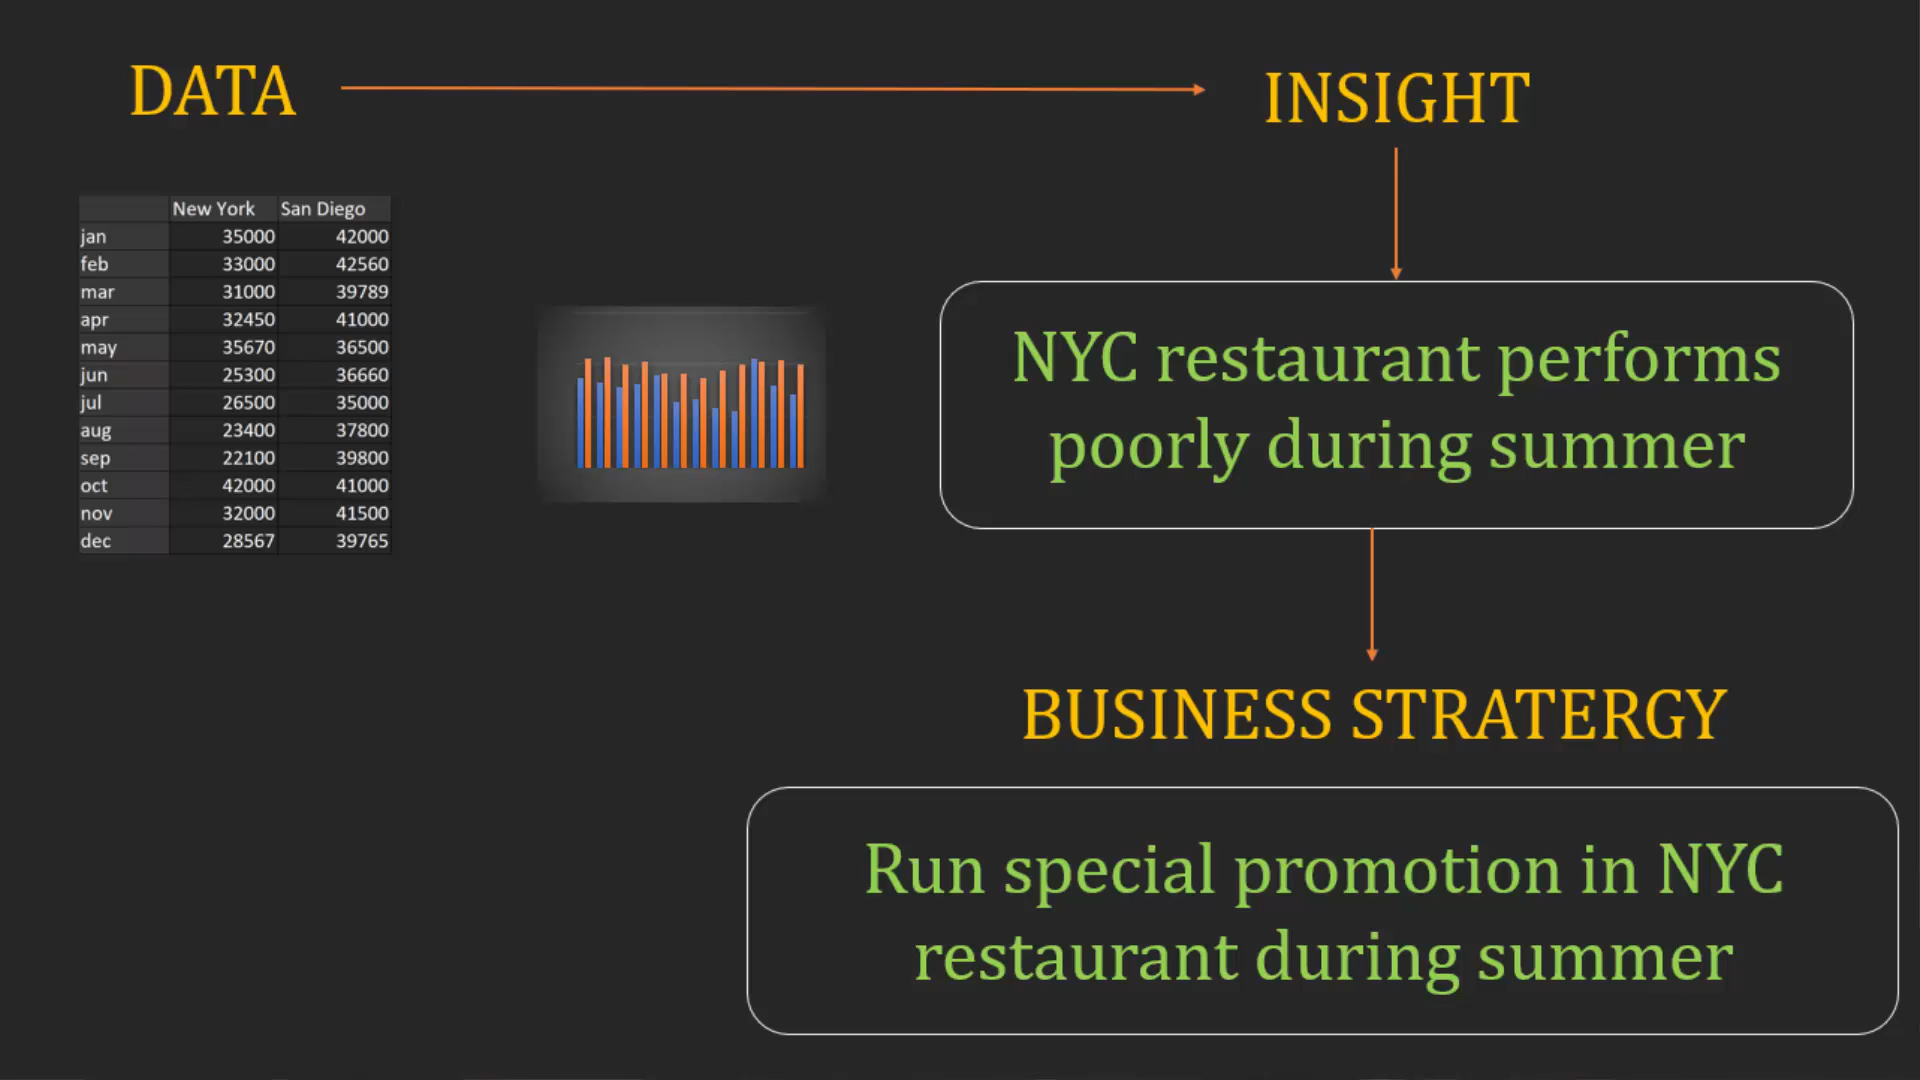 DATA
INSIGHT
New York San Diego
jan 35000 42000
feb 33000 42560
mar 31000 39789
apr 32450 41000
may 35670 36500
jun 25300 36660
jul 26500 35000
aug 23400 37800
sep 22100 39800
oct 42000 41000
nov 32000 41500
dec 28567 39765
NYC restaurant performs
poorly during summer
BUSINESS STRATERGY
Run special promotion in NYC
restaurant during summer